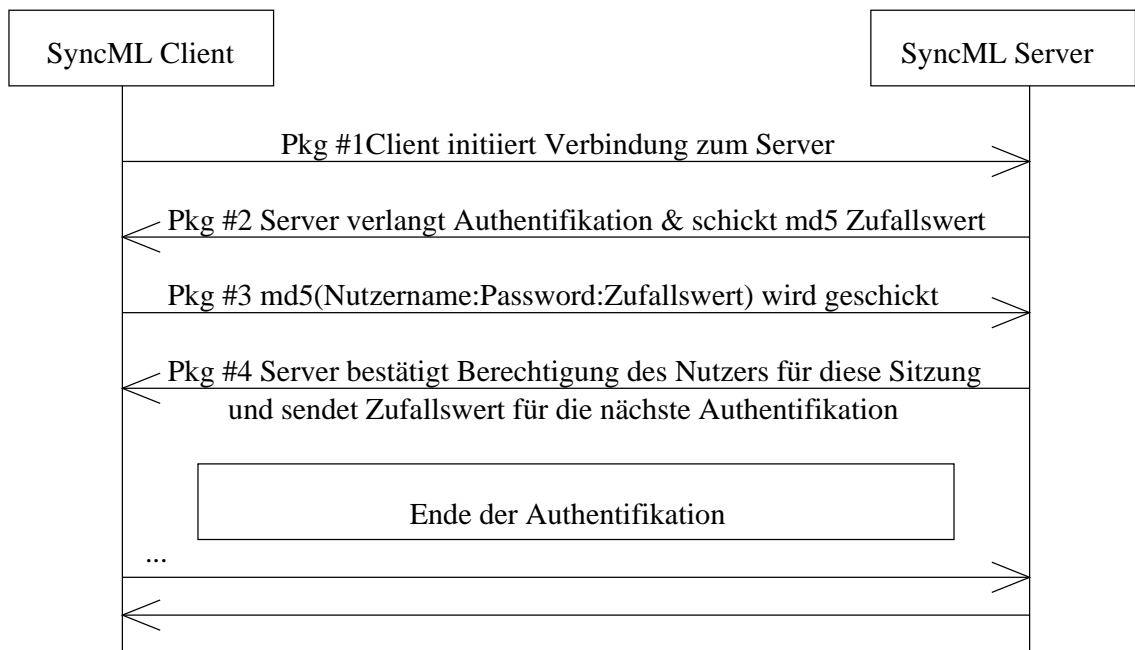 SyncML Client
SyncML Server
Pkg #1Client initiiert Verbindung zum Server
Pkg #2 Server verlangt Authentifikation & schickt md5 Zufallswert
Pkg #3 md5(Nutzername:Password:Zufallswert) wird geschickt
Pkg #4 Server bestätigt Berechtigung des Nutzers für diese Sitzung
und sendet Zufallswert für die nächste Authentifikation
Ende der Authentifikation
...